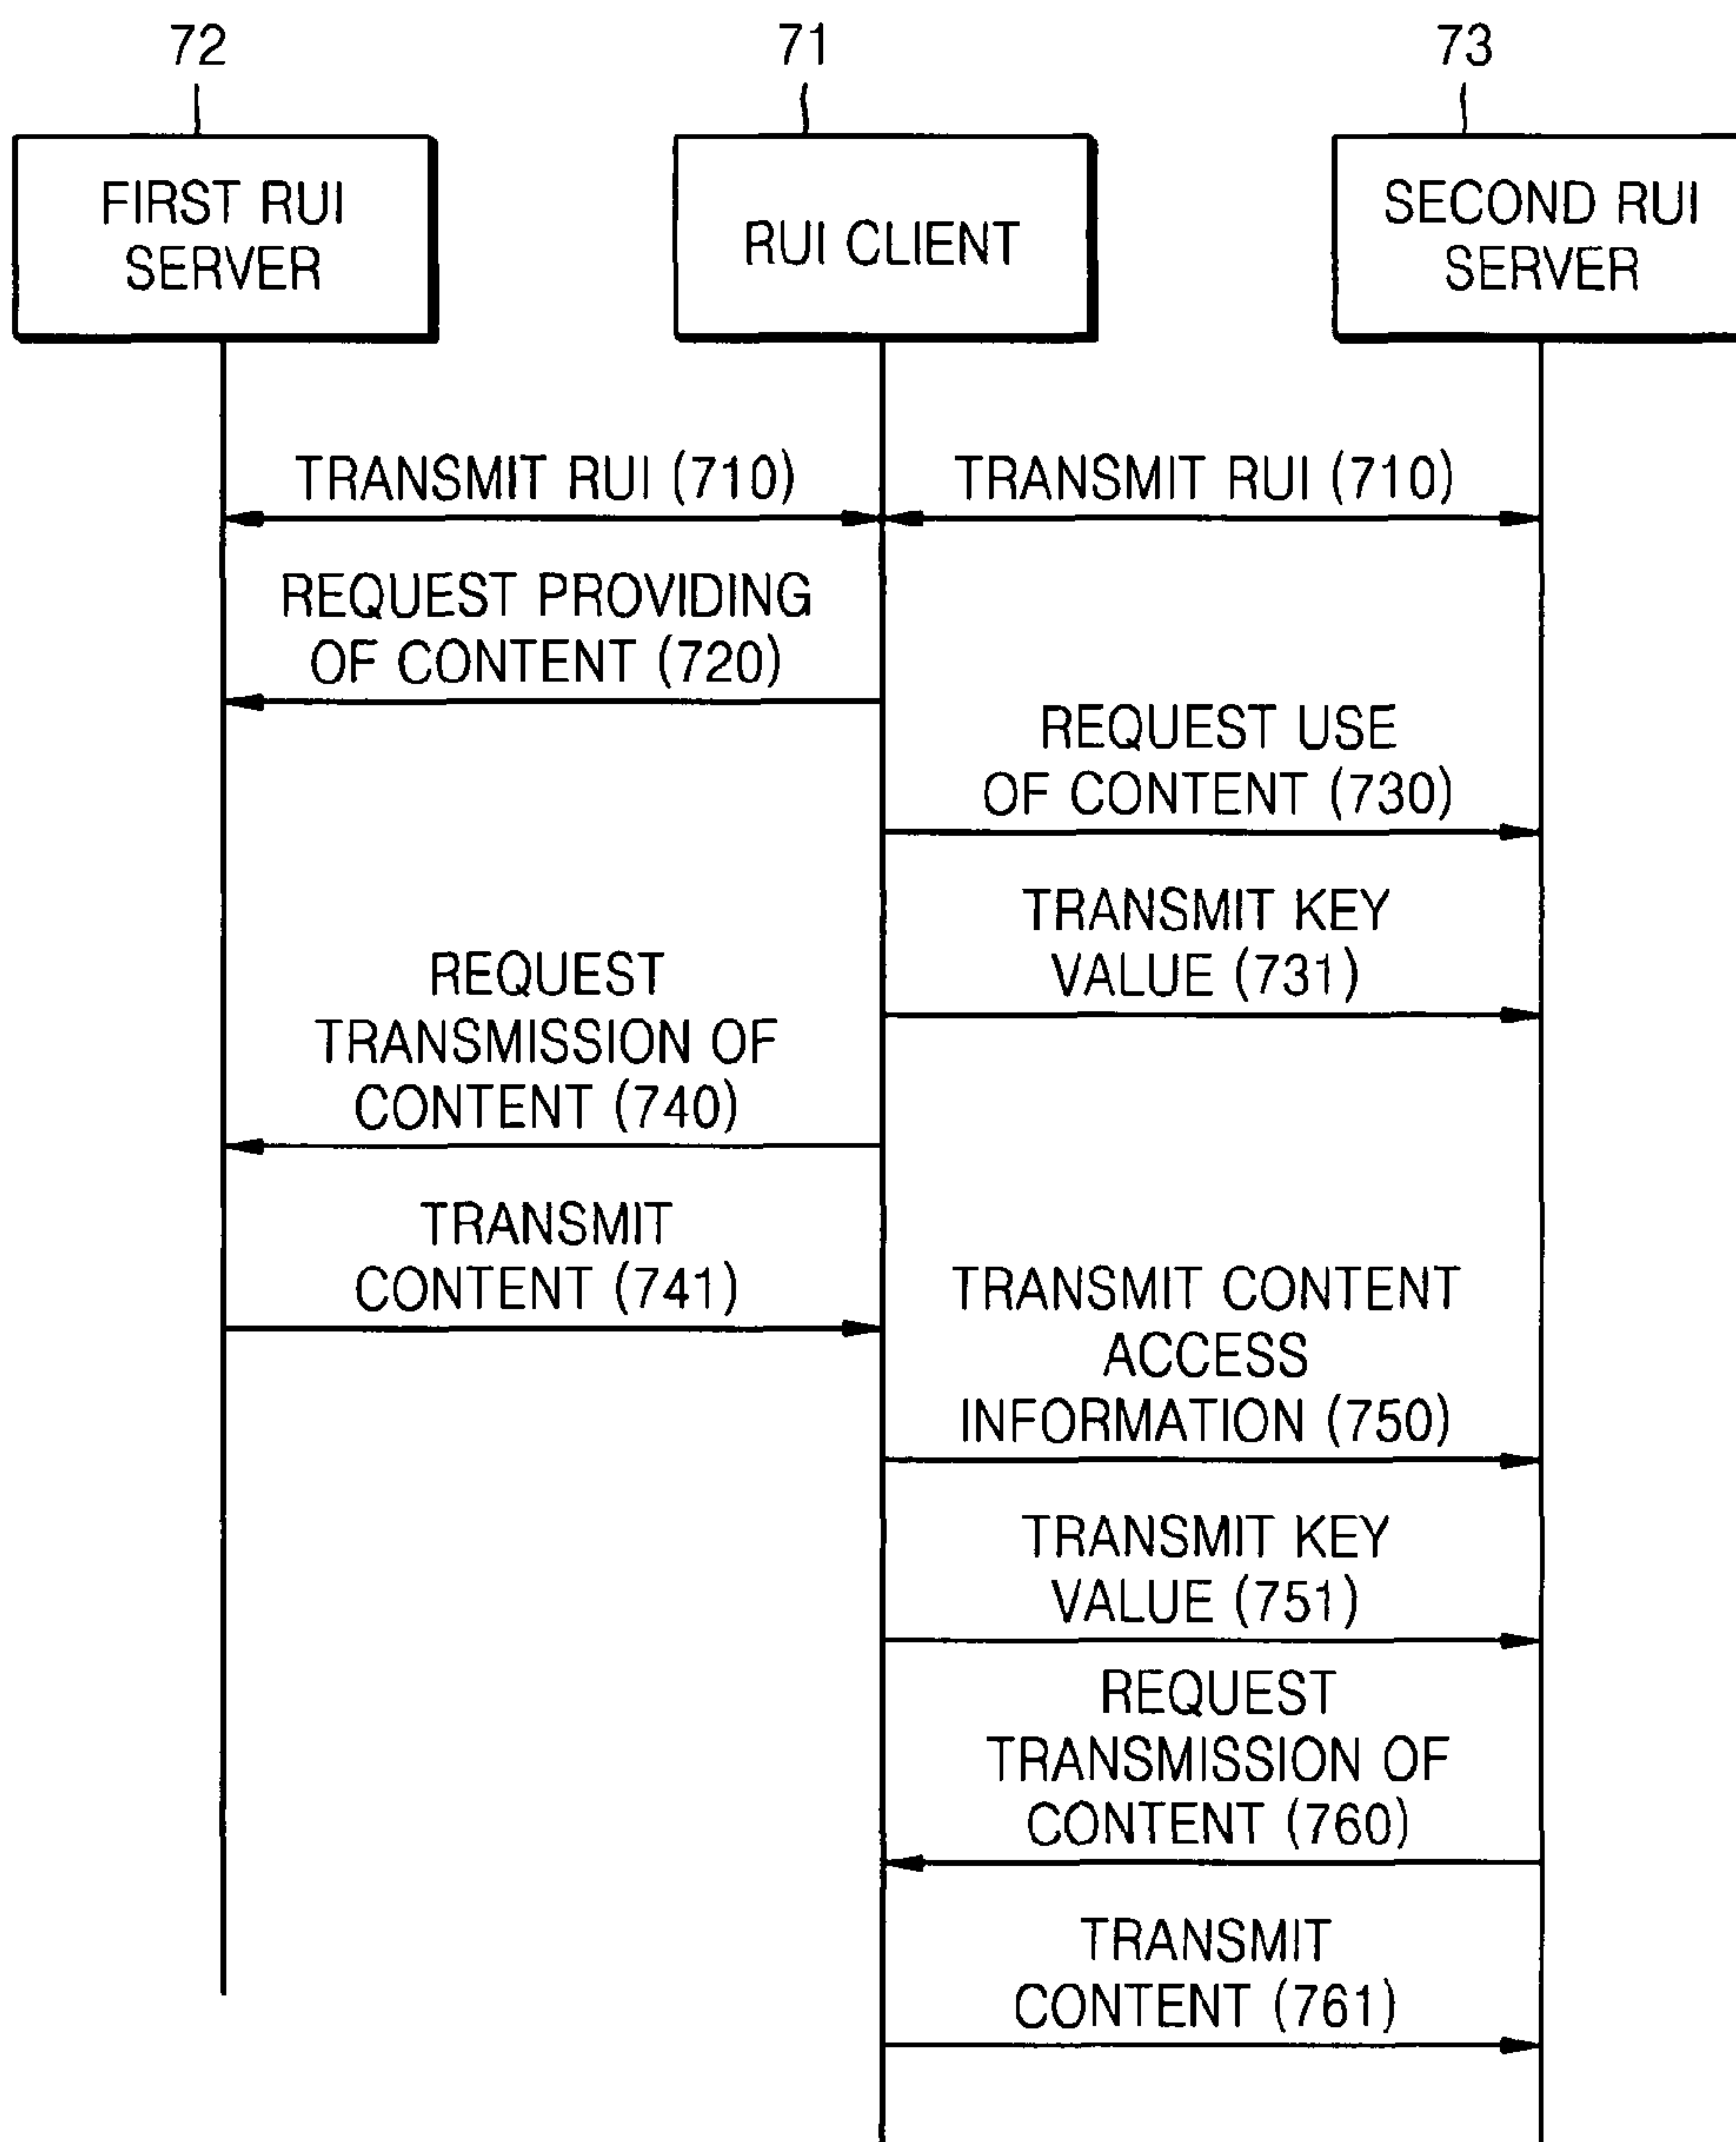 72
71
73
FIRST RUI
SERVER
RUI CLIENT
SECOND RUI
SERVER
TRANSMIT RUI (710)
TRANSMIT RUI (710)
REQUEST PROVIDING
OF CONTENT (720)
REQUEST USE
OF CONTENT (730)
TRANSMIT KEY
VALUE (731)
REQUEST
TRANSMISSION OF
CONTENT (740)
TRANSMIT
CONTENT (741)
TRANSMIT CONTENT
ACCESS
INFORMATION (750)
TRANSMIT KEY
VALUE (751)
REQUEST
TRANSMISSION OF
CONTENT (760)
TRANSMIT
CONTENT (761)